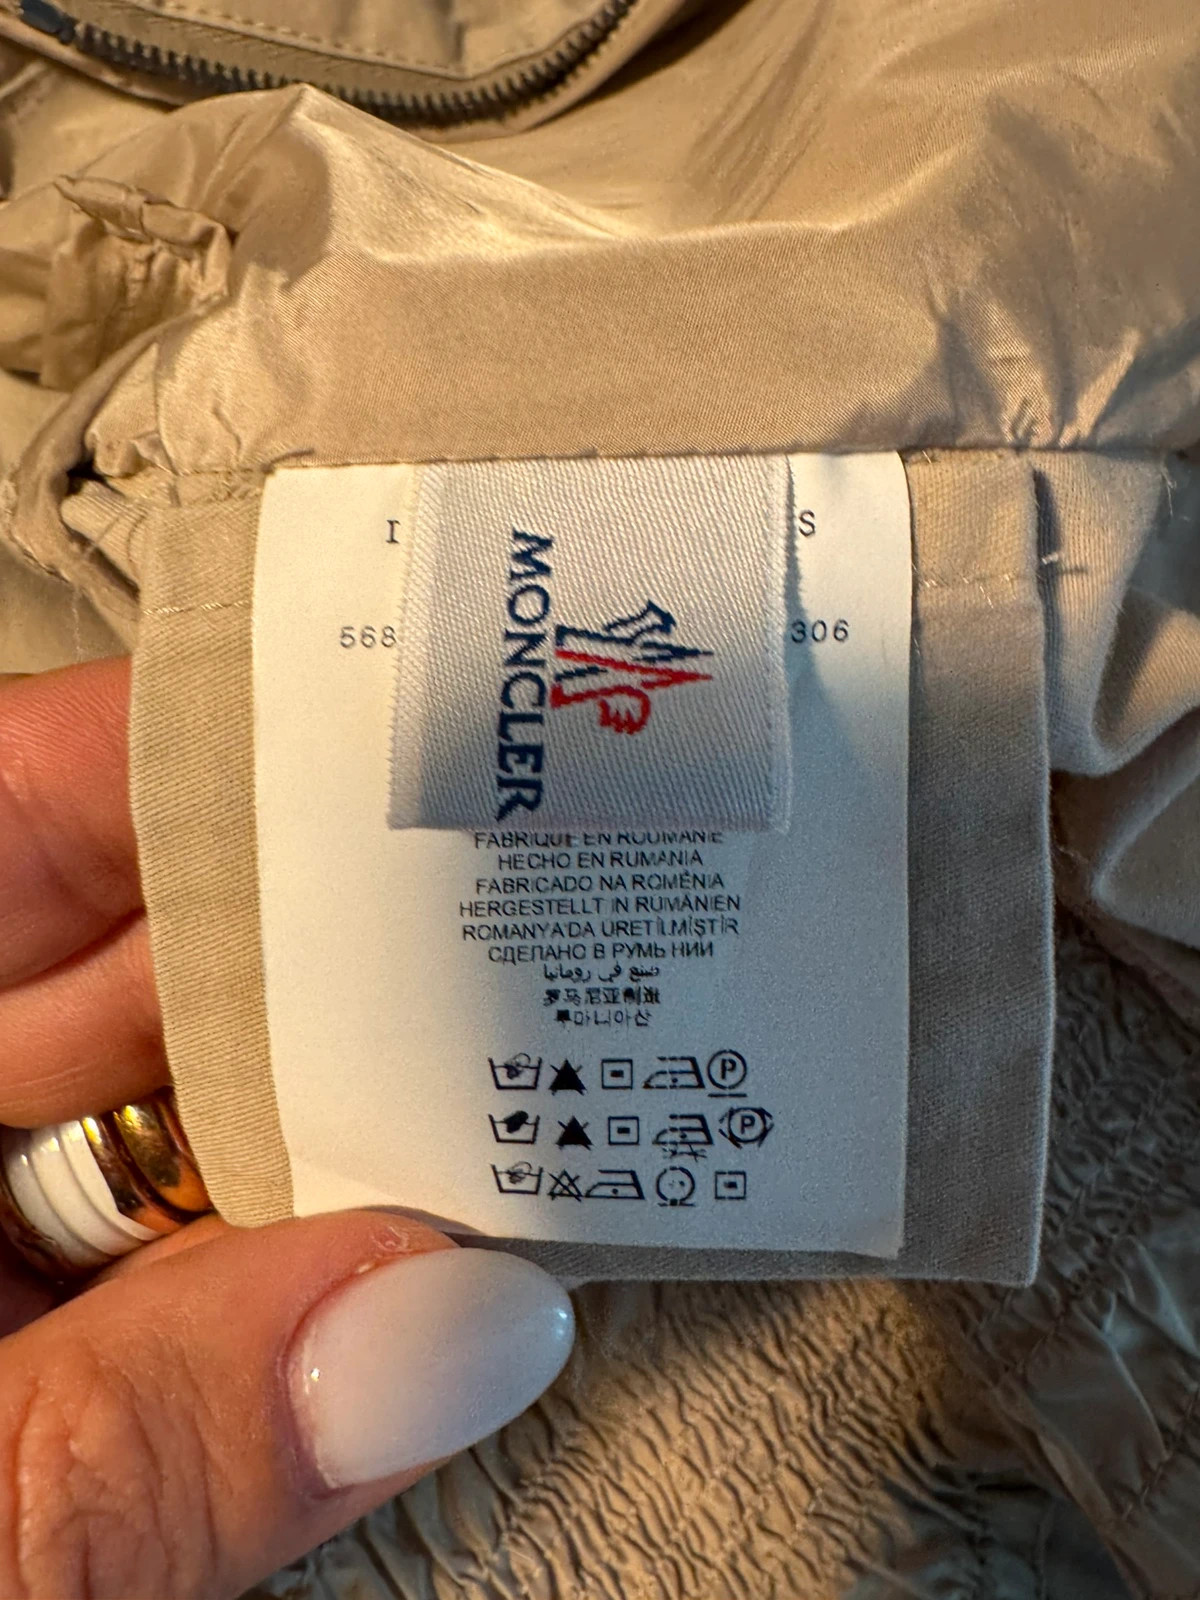 I S
568 306
MONCLER
FABRIQUE EN ROUMANIE
HECHO EN RUMANIA
FABRICADO NA ROMÉNIA
HERGESTELLT IN RUMÄNIEN
ROMANYA'DA ÜRETİLMİŞTİR
СДЕЛАНО В РУМЬНИИ
صنع في رومانيا
罗马尼亚制造
루마니아산
P
P